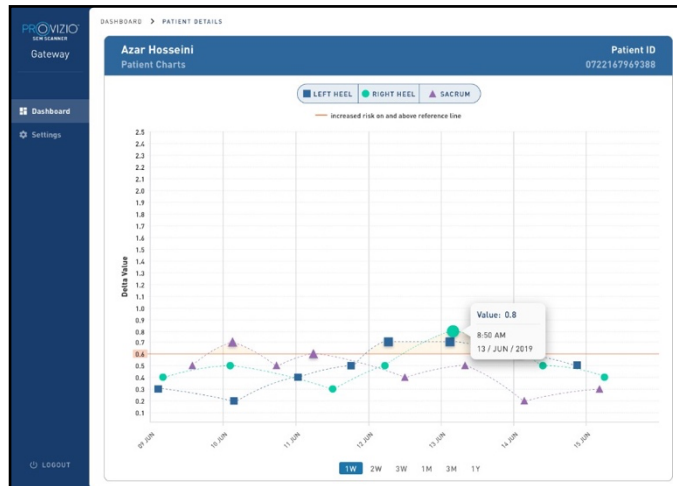 PROVIZIO
SEM SCANNER
Gateway
Dashboard
Settings
LOGOUT
DASHBOARD > PATIENT DETAILS
Azar Hosseini
Patient Charts
Patient ID
0722167969388
LEFT HEEL
RIGHT HEEL
SACRUM
increased risk on and above reference line
Delta Value
2.5
2.4
2.3
2.2
2.1
2.0
1.9
1.8
1.7
1.6
1.5
1.4
1.3
1.2
1.1
1.0
0.9
0.8
0.7
0.6
0.5
0.4
0.3
0.2
0.1
Value: 0.8
8:50 AM
13 / JUN / 2019
09 JUN
10 JUN
11 JUN
12 JUN
13 JUN
14 JUN
15 JUN
1W 2W 3W 1M 3M 1Y